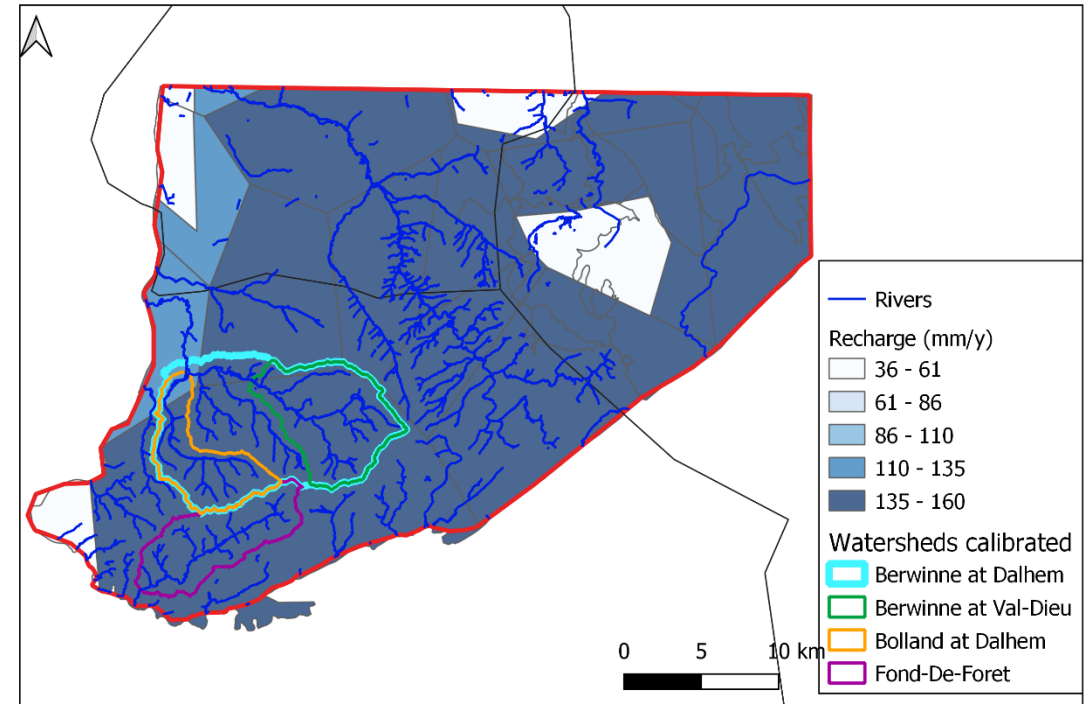 Rivers
Recharge (mm/y)
36 - 61
61 - 86
86 - 110
110 - 135
135 - 160
Watersheds calibrated
Berwinne at Dalhem
Berwinne at Val-Dieu
Bolland at Dalhem
Fond-De-Foret
0 5 10 km